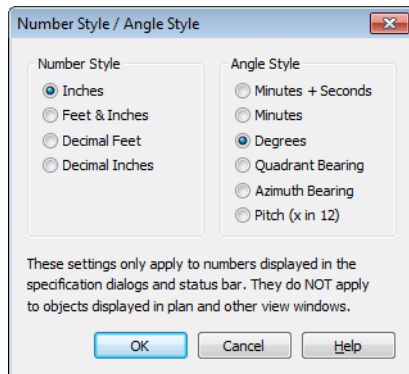 Number Style / Angle Style
Number Style
Inches
Feet & Inches
Decimal Feet
Decimal Inches
Angle Style
Minutes + Seconds
Minutes
Degrees
Quadrant Bearing
Azimuth Bearing
Pitch (x in 12)
These settings only apply to numbers displayed in the
specification dialogs and status bar. They do NOT apply
to objects displayed in plan and other view windows.
OK
Cancel
Help